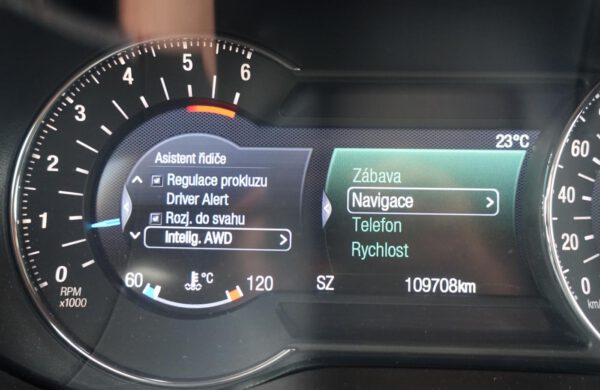 6
5
4
3
2
1
0
RPM
x1000
Asistent řidiče
Regulace prokluzu
Driver Alert
Rozj. do svahu
Intelig. AWD
60
°C
120
23°C
Zábava
Navigace
Telefon
Rychlost
SZ
109708km
60
40
20
0
km/